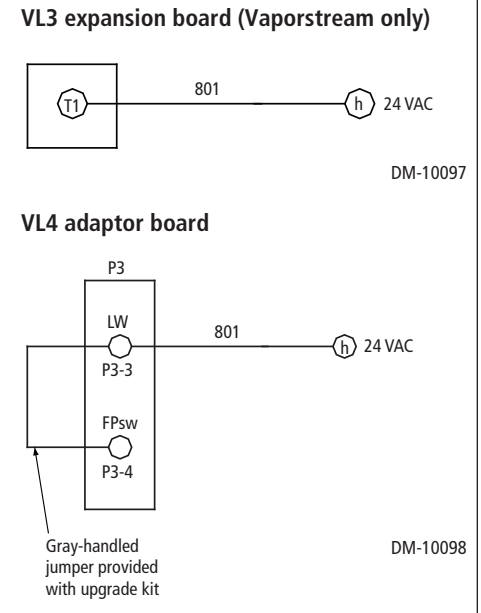 VL3 expansion board (Vaporstream only)
801
T1
h
24 VAC
DM-10097
VL4 adaptor board
P3
LW
801
h
24 VAC
P3-3
FPsw
P3-4
Gray-handled
jumper provided
with upgrade kit
DM-10098